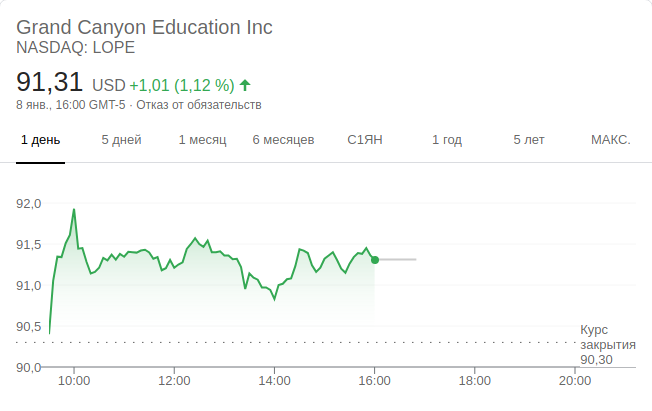 Grand Canyon Education Inc
NASDAQ: LOPE
91,31 USD +1,01 (1,12 %)
8 янв., 16:00 GMT-5 · Отказ от обязательств
1 день 5 дней 1 месяц 6 месяцев С1ЯН 1 год 5 лет МАКС.
92,0
91,5
91,0
90,5
Курс
закрытия
90,30
90,0
10:00 12:00 14:00 16:00 18:00 20:00